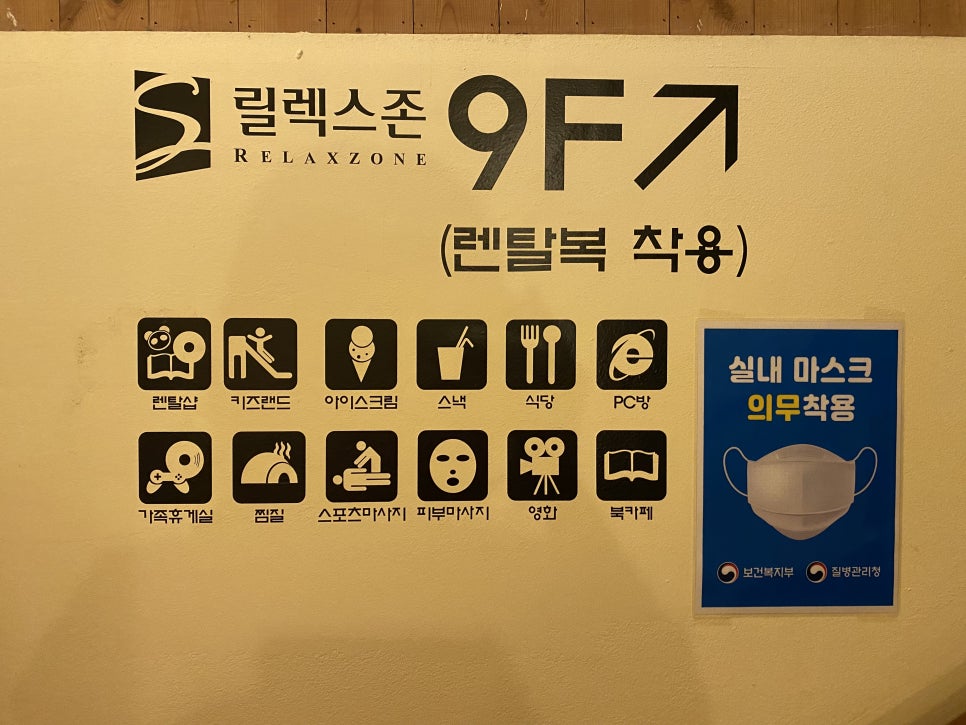 릴렉스존
RELAXZONE
9F
(렌탈복 착용)
렌탈샵 키즈랜드 아이스크림 스낵 식당 PC방
가족휴게실 찜질 스포츠마사지 피부마사지 영화 북카페
실내 마스크
의무착용
보건복지부 질병관리청